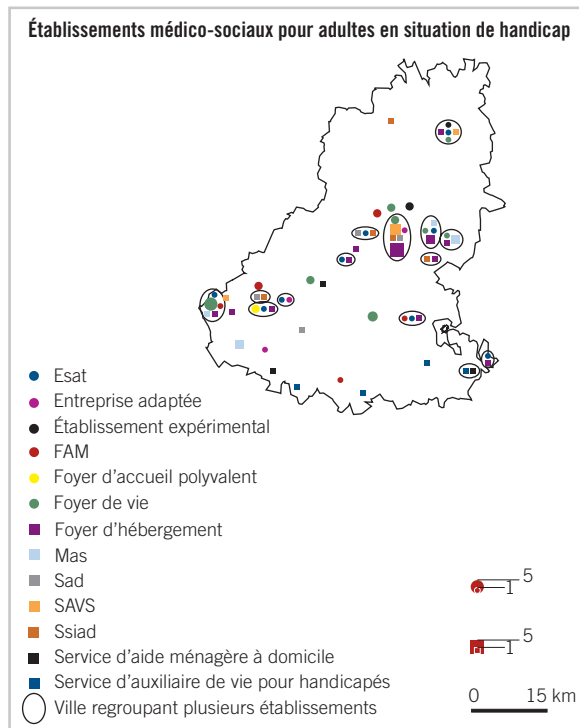 Établissements médico-sociaux pour adultes en situation de handicap
Esat
Entreprise adaptée
Établissement expérimental
FAM
Foyer d'accueil polyvalent
Foyer de vie
Foyer d'hébergement
Mas
Sad
SAVS
Ssiad
Service d'aide ménagère à domicile
Service d'auxiliaire de vie pour handicapés
Ville regroupant plusieurs établissements
5
1
5
1
0 15 km